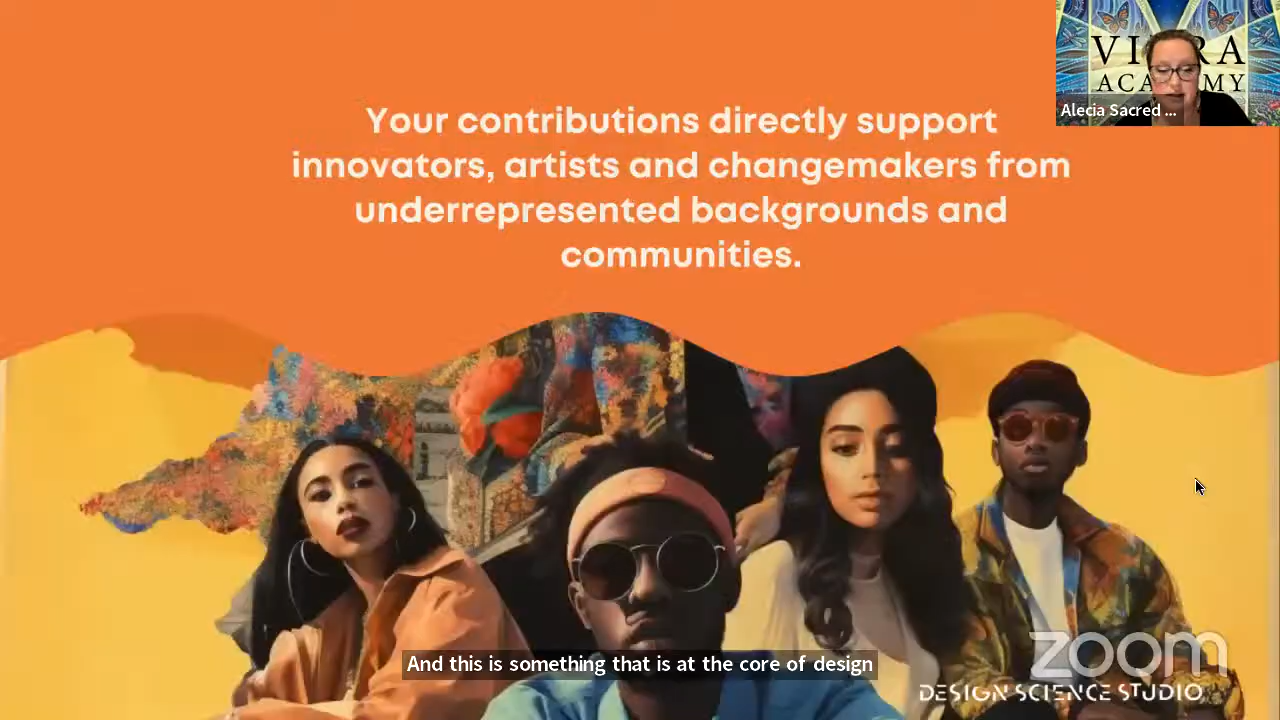 Your contributions directly support
innovators, artists and changemakers from
underrepresented backgrounds and
communities.
ACADEMY
Alecia Sacred ...
And this is something that is at the core of design
zoom
DESIGN SCIENCE STUDIO